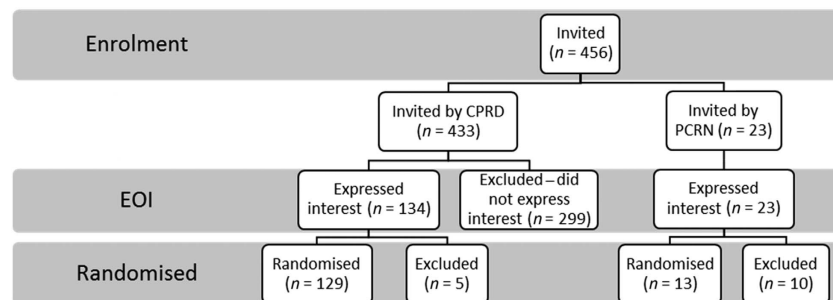 Enrolment
Invited
(n = 456)
Invited by CPRD
(n = 433)
Invited by
PCRN (n = 23)
EOI
Expressed
interest (n = 134)
Excluded – did
not express
interest (n = 299)
Expressed
interest (n = 23)
Randomised
Randomised
(n = 129)
Excluded
(n = 5)
Randomised
(n = 13)
Excluded
(n = 10)